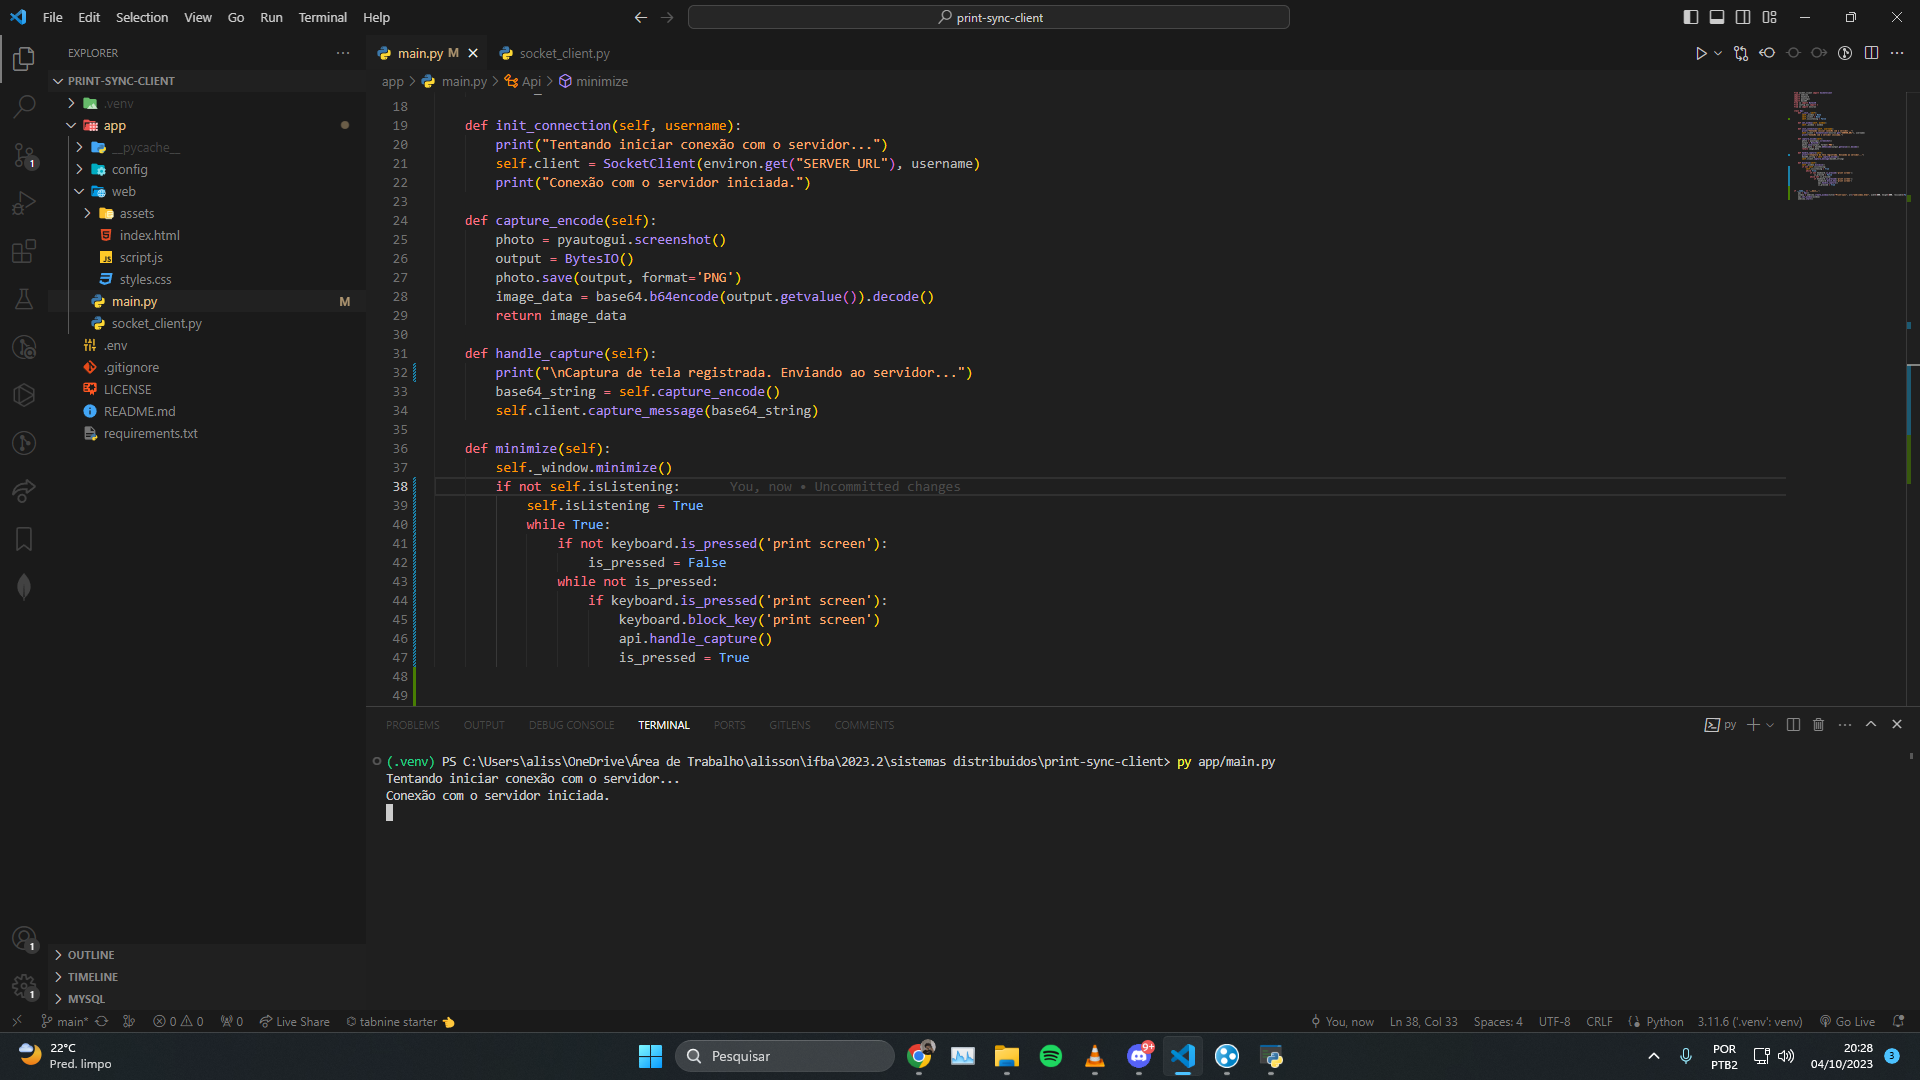 File Edit Selection View Go Run Terminal Help
print-sync-client
EXPLORER
PRINT-SYNC-CLIENT
.venv
app
__pycache__
config
web
assets
index.html
script.js
styles.css
main.py M
socket_client.py
.env
.gitignore
LICENSE
README.md
requirements.txt
OUTLINE
TIMELINE
MYSQL
1
1
1
main.py M
socket_client.py
app > main.py > Api > minimize
18
19 def init_connection(self, username):
20 print("Tentando iniciar conexão com o servidor...")
21 self.client = SocketClient(environ.get("SERVER_URL"), username)
22 print("Conexão com o servidor iniciada.")
23
24 def capture_encode(self):
25 photo = pyautogui.screenshot()
26 output = BytesIO()
27 photo.save(output, format='PNG')
28 image_data = base64.b64encode(output.getvalue()).decode()
29 return image_data
30
31 def handle_capture(self):
32 print("\nCaptura de tela registrada. Enviando ao servidor...")
33 base64_string = self.capture_encode()
34 self.client.capture_message(base64_string)
35
36 def minimize(self):
37 self._window.minimize()
38 if not self.isListening: You, now • Uncommitted changes
39 self.isListening = True
40 while True:
41 if not keyboard.is_pressed('print screen'):
42 is_pressed = False
43 while not is_pressed:
44 if keyboard.is_pressed('print screen'):
45 keyboard.block_key('print screen')
46 api.handle_capture()
47 is_pressed = True
48
49
PROBLEMS OUTPUT DEBUG CONSOLE TERMINAL PORTS GITLENS COMMENTS
py
(.venv) PS C:\Users\aliss\OneDrive\Área de Trabalho\alisson\ifba\2023.2\sistemas distribuidos\print-sync-client> py app/main.py
Tentando iniciar conexão com o servidor...
Conexão com o servidor iniciada.
main* 0 0 0 Live Share tabnine starter
You, now Ln 38, Col 33 Spaces: 4 UTF-8 CRLF Python 3.11.6 ('.venv': venv) Go Live
22°C
Pred. limpo
Pesquisar
9+
POR
PTB2
20:28
04/10/2023
3